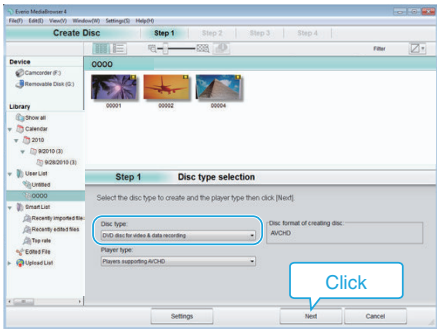 Everio MediaBrowser 4
File(F) Edit(E) View(V) Window(W) Settings(S) Help(H)
Create Disc
Step 1 Step 2 Step 3 Step 4
Filter
Device
Camcorder (F:)
Removable Disk (G:)
Library
Show all
Calendar
2010
9/2010 (3)
9/28/2010 (3)
User List
Untitled
OOOO
Smart List
Recently imported file
Recently edited files
Top rate
Edited File
Upload List
OOOO
00001 00002 00004
Step 1 Disc type selection
Select the disc type to create and the player type then click [Next].
Disc type:
DVD disc for video & data recording
Player type:
Players supporting AVCHD
Disc format of creating disc:
AVCHD
Click
Settings Next Cancel